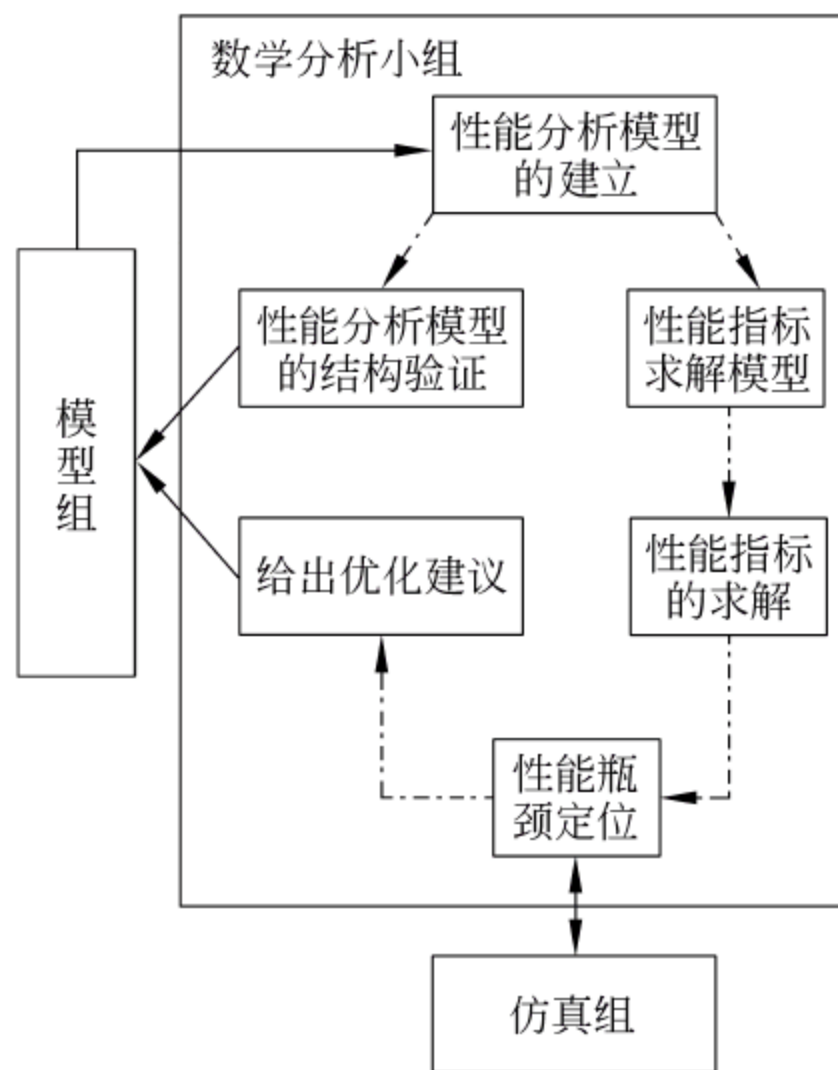 数学分析小组
性能分析模型
的建立
性能分析模型
的结构验证
性能指标
求解模型
模
型
组
给出优化建议
性能指标
的求解
性能瓶
颈定位
仿真组